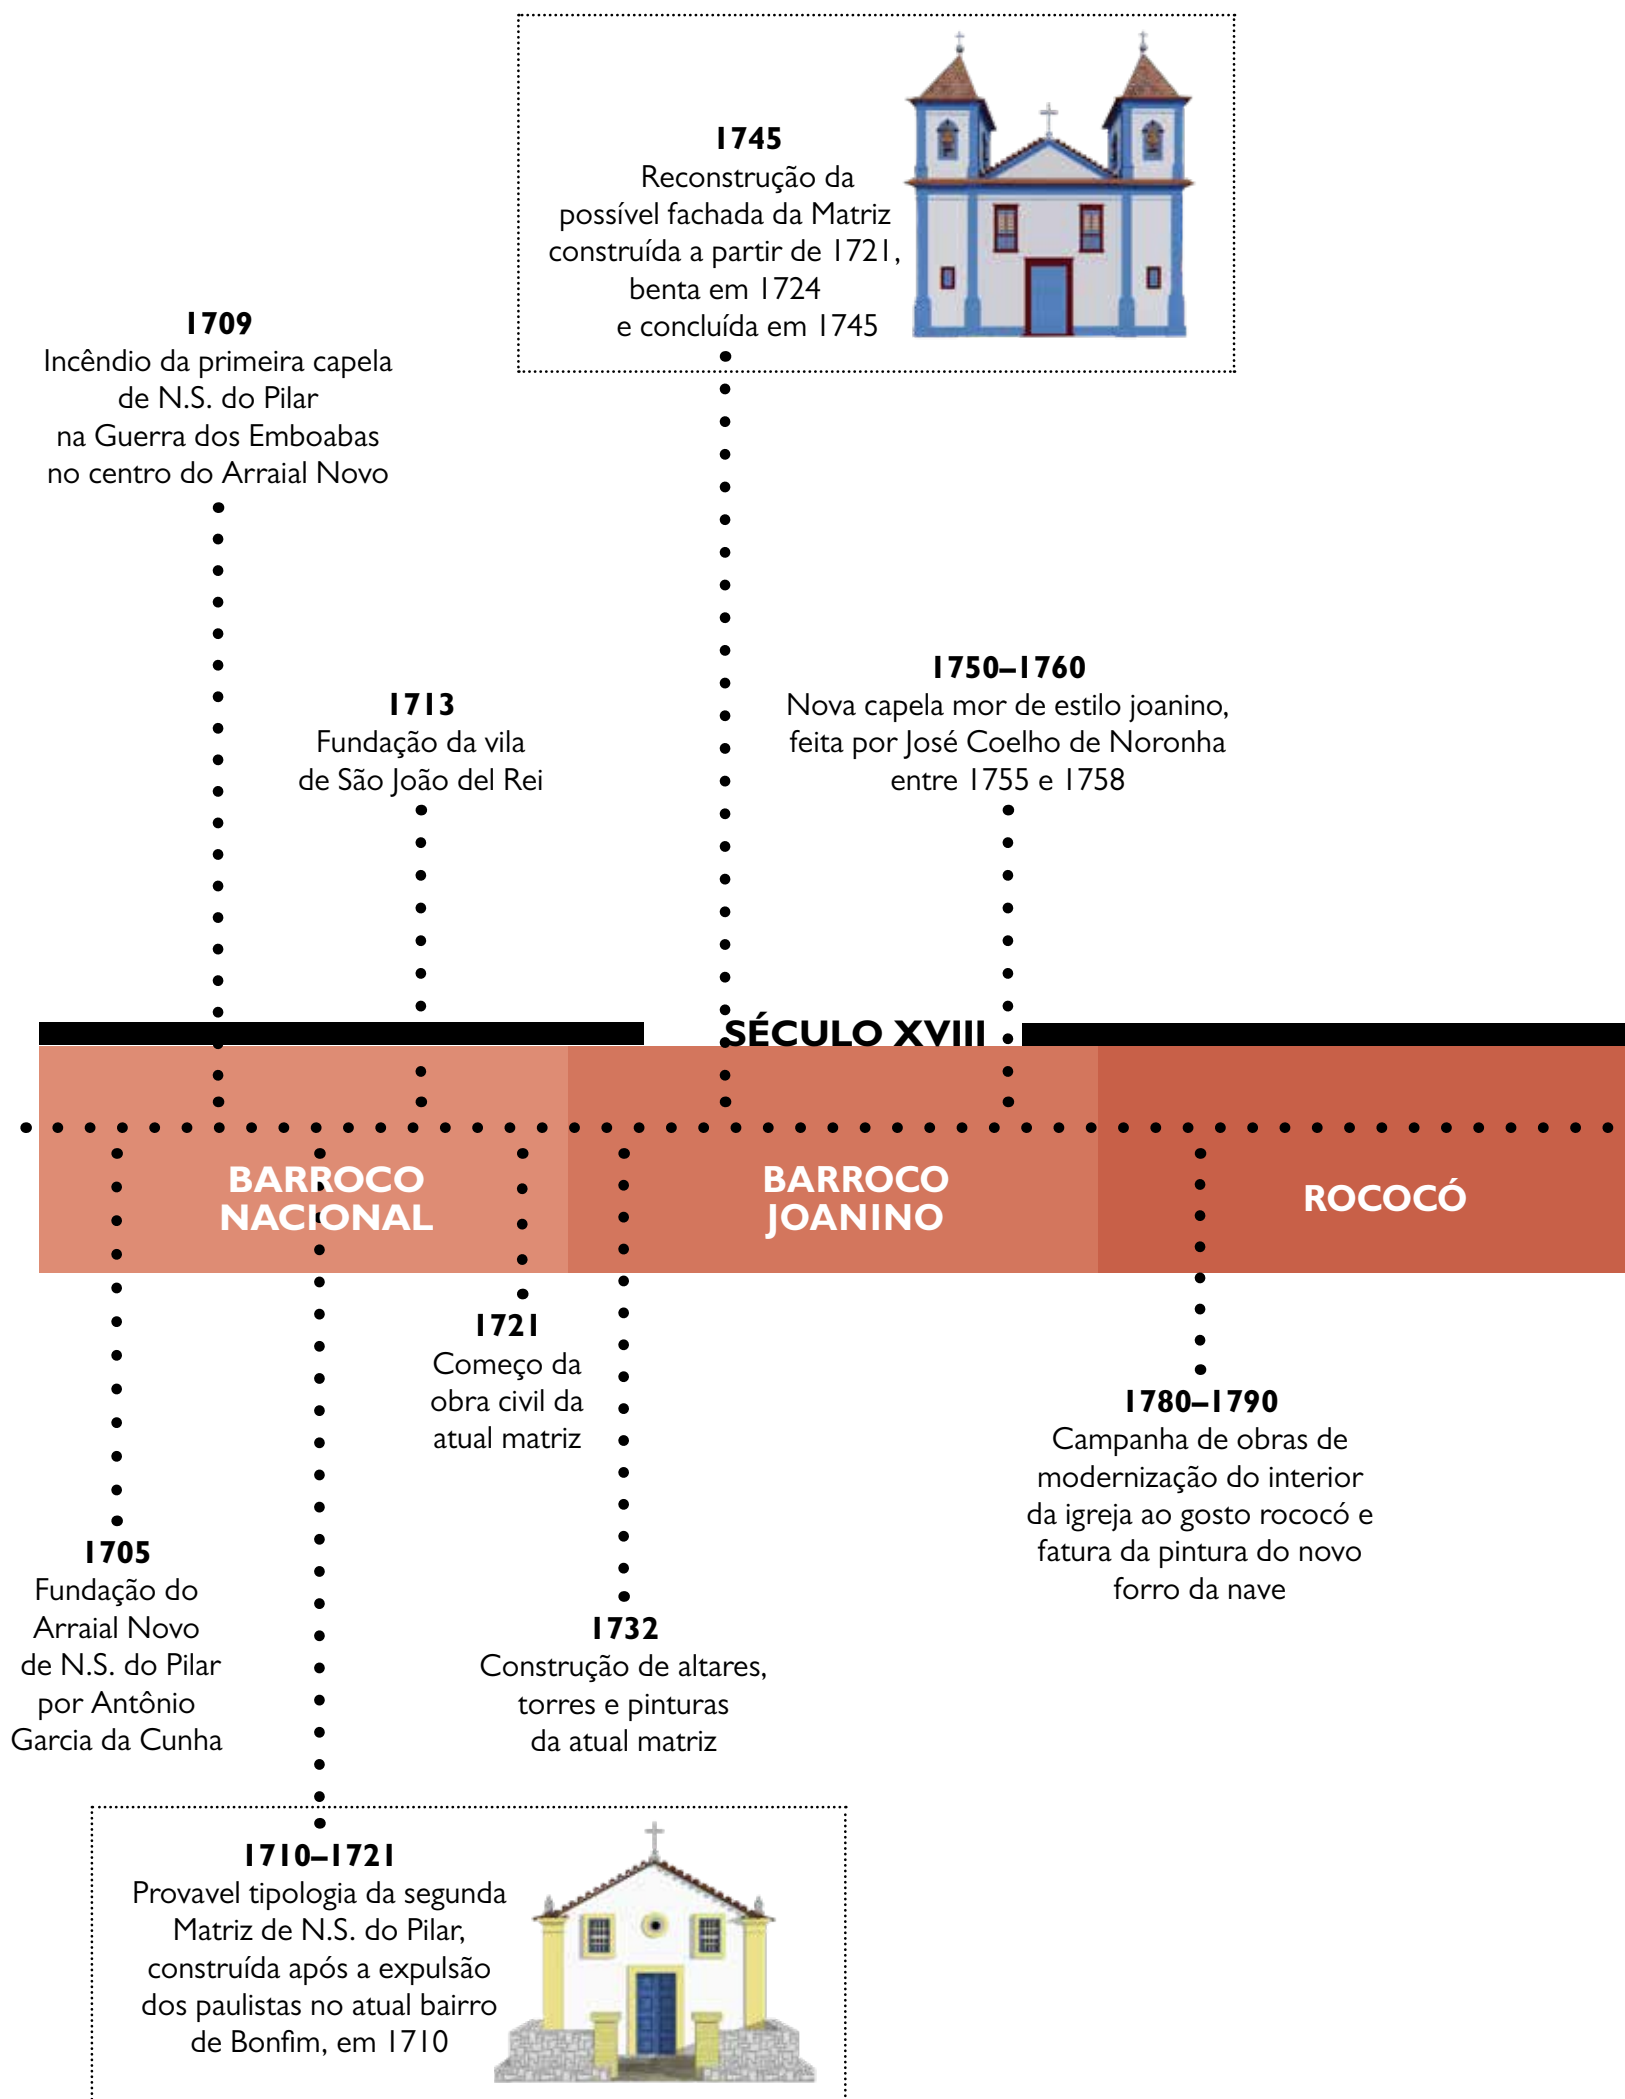 1745
Reconstrução da
possível fachada da Matriz
construída a partir de 1721,
benta em 1724
e concluída em 1745
1709
Incêndio da primeira capela
de N.S. do Pilar
na Guerra dos Emboabas
no centro do Arraial Novo
1713
Fundação da vila
de São João del Rei
1750–1760
Nova capela mor de estilo joanino,
feita por José Coelho de Noronha
entre 1755 e 1758
SÉCULO XVIII
BARROCO
NACIONAL
BARROCO
JOANINO
ROCOCÓ
1721
Começo da
obra civil da
atual matriz
1780–1790
Campanha de obras de
modernização do interior
da igreja ao gosto rococó e
fatura da pintura do novo
forro da nave
1705
Fundação do
Arraial Novo
de N.S. do Pilar
por Antônio
Garcia da Cunha
1732
Construção de altares,
torres e pinturas
da atual matriz
1710–1721
Provavel tipologia da segunda
Matriz de N.S. do Pilar,
construída após a expulsão
dos paulistas no atual bairro
de Bonfim, em 1710